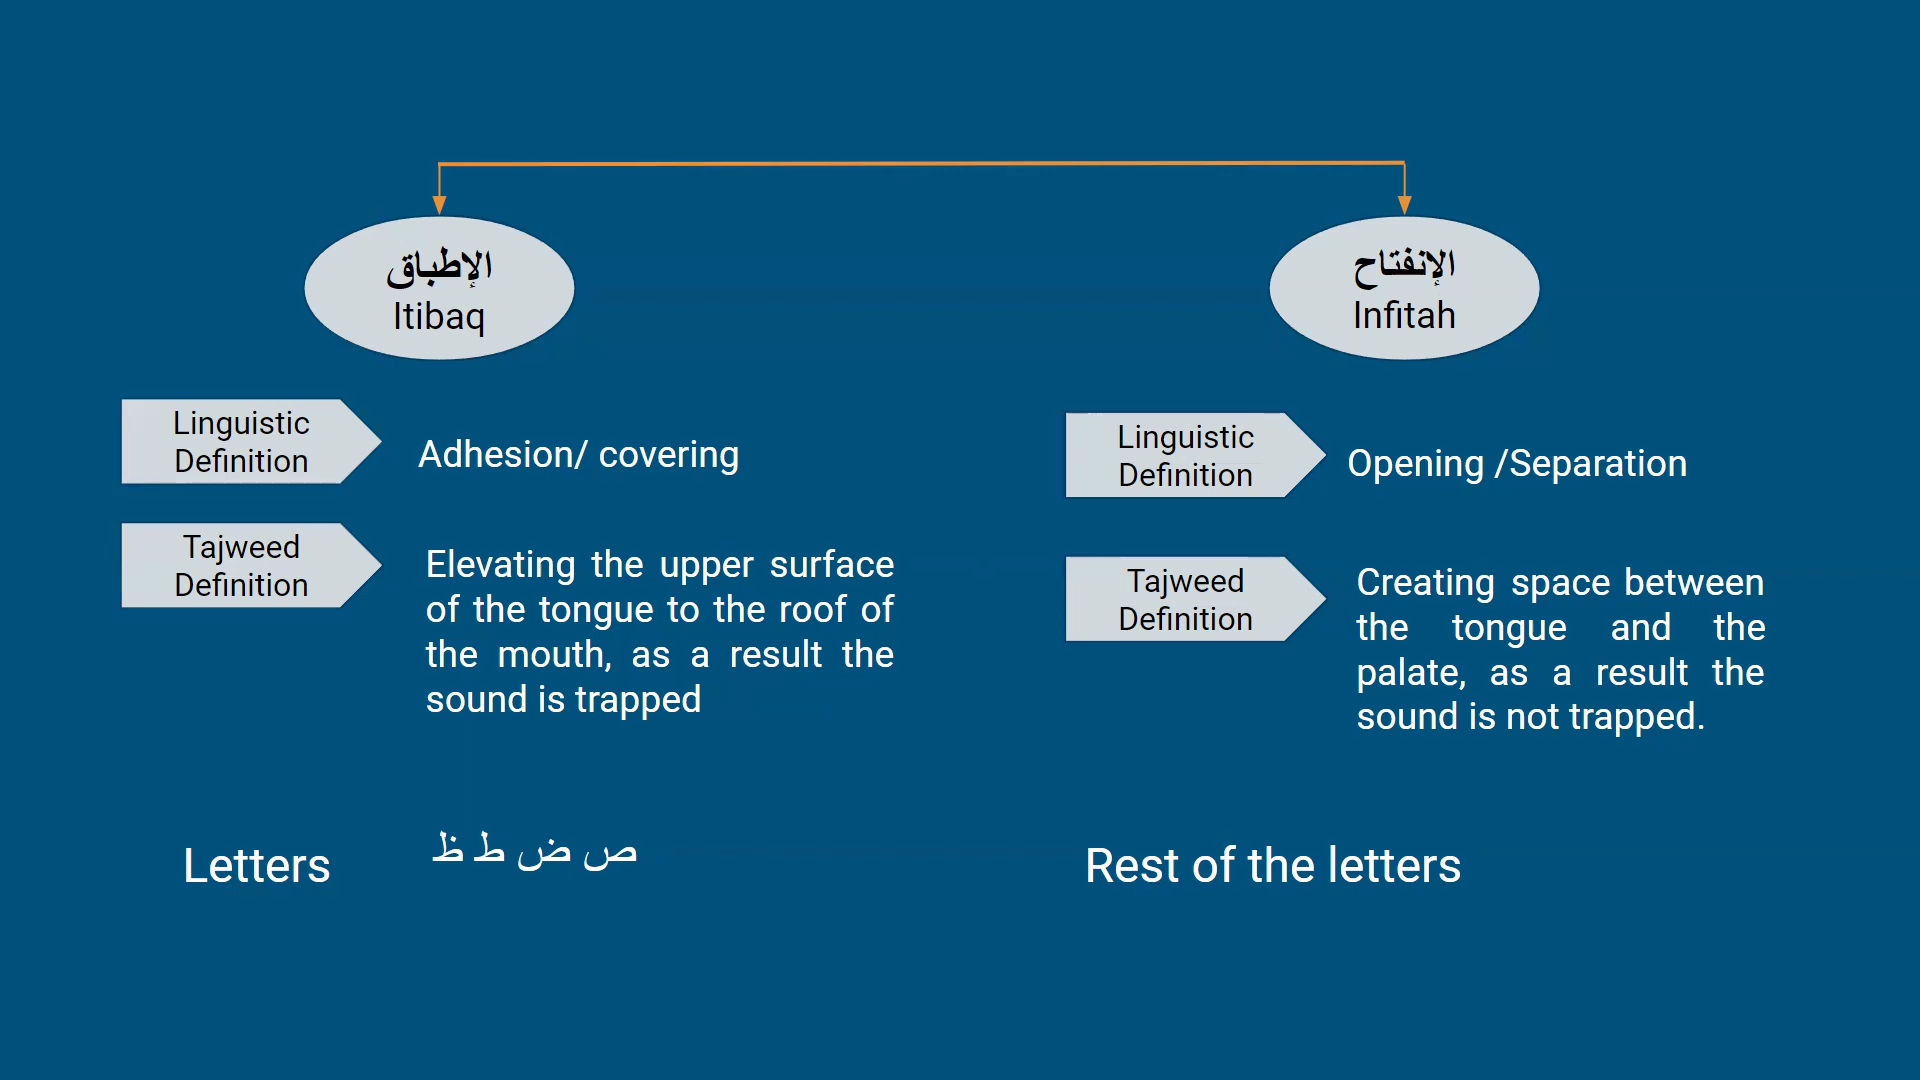 الإطباق
Itibaq
Linguistic
Definition
Adhesion/ covering
Tajweed
Definition
Elevating the upper surface
of the tongue to the roof of
the mouth, as a result the
sound is trapped
Letters
ص ض ط ظ
الإنفتاح
Infitah
Linguistic
Definition
Opening /Separation
Tajweed
Definition
Creating space between
the tongue and the
palate, as a result the
sound is not trapped.
Rest of the letters